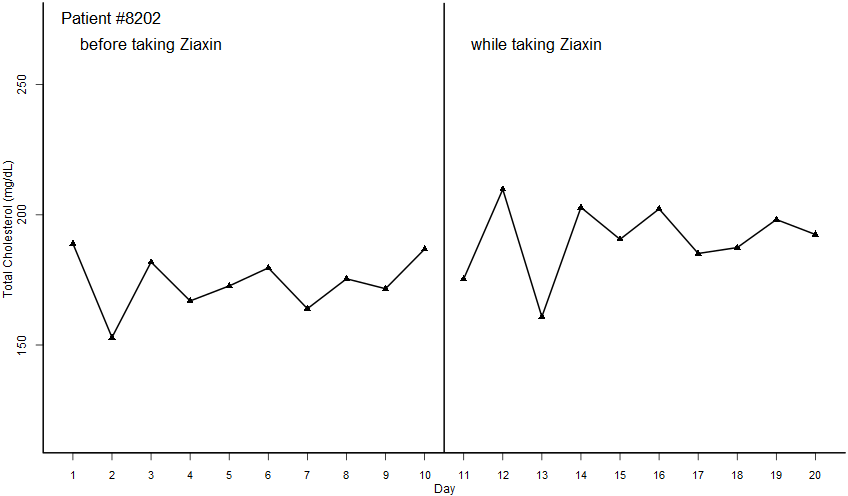 Patient #8202
before taking Ziaxin
while taking Ziaxin
250
200
150
Total Cholesterol (mg/dL)
1 2 3 4 5 6 7 8 9 10 11 12 13 14 15 16 17 18 19 20
Day